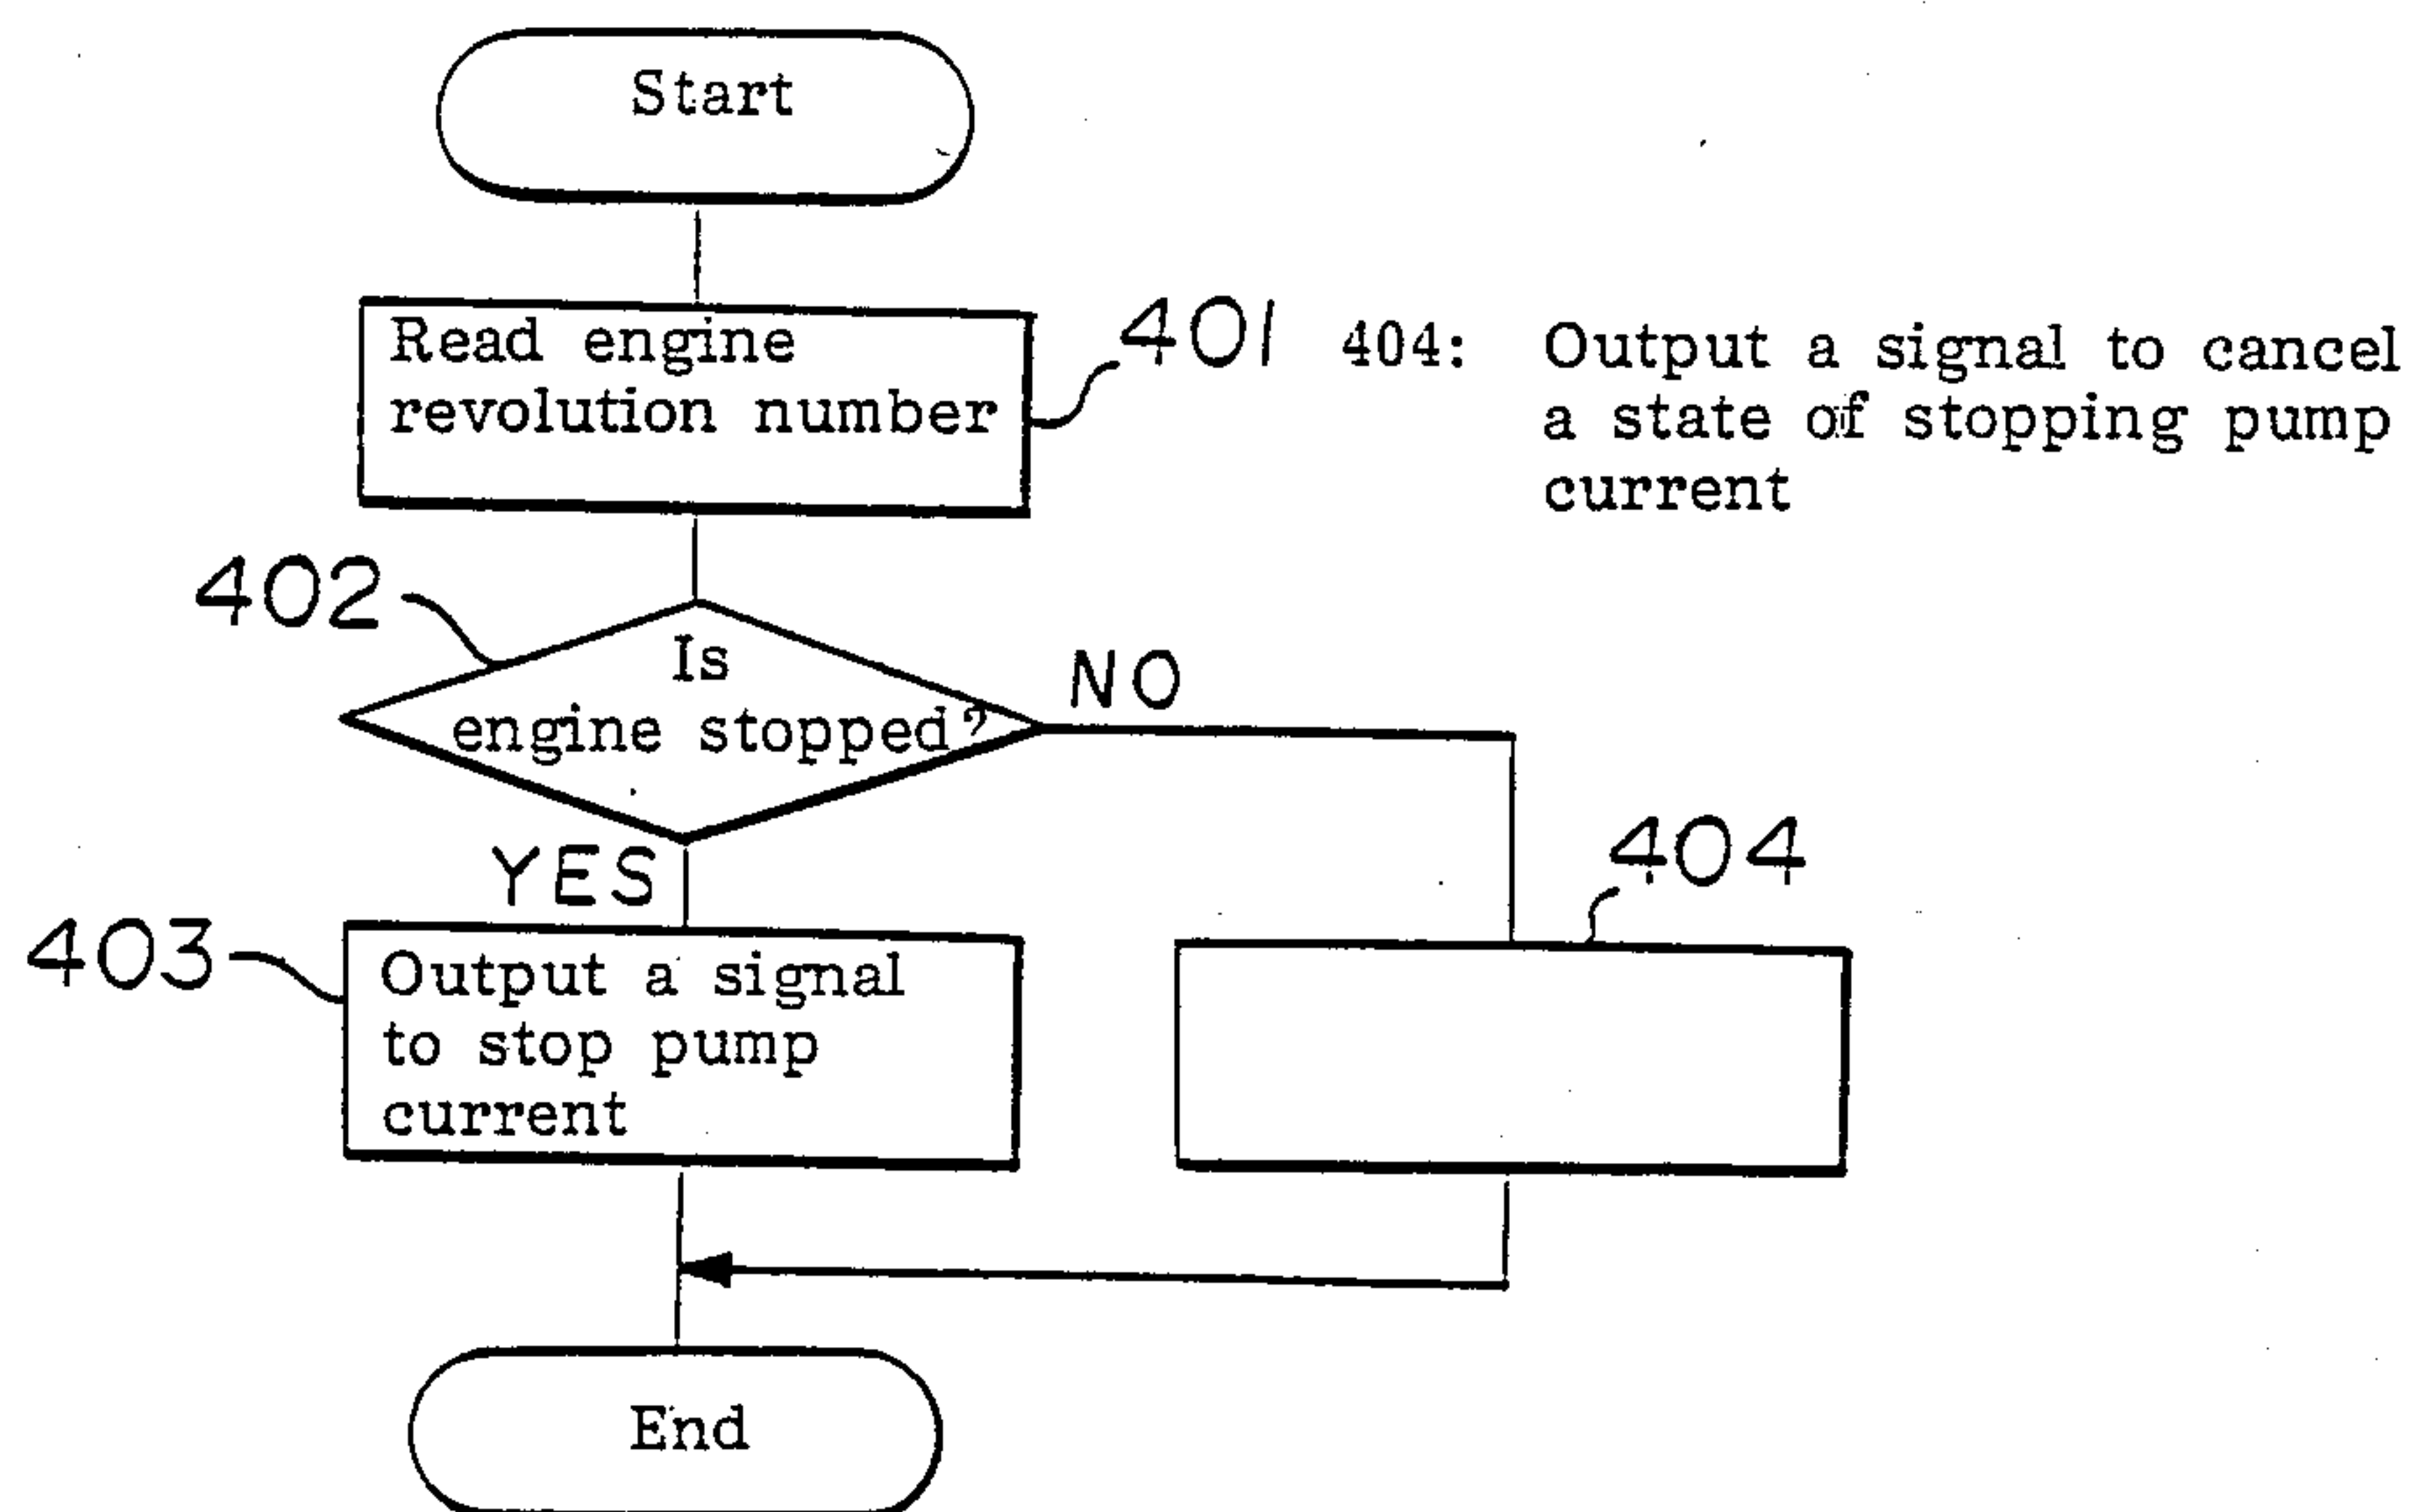 Start
Read engine
revolution number
401
404: Output a signal to cancel
a state of stopping pump
current
402
Is
engine stopped?
NO
YES
403
Output a signal
to stop pump
current
404
End